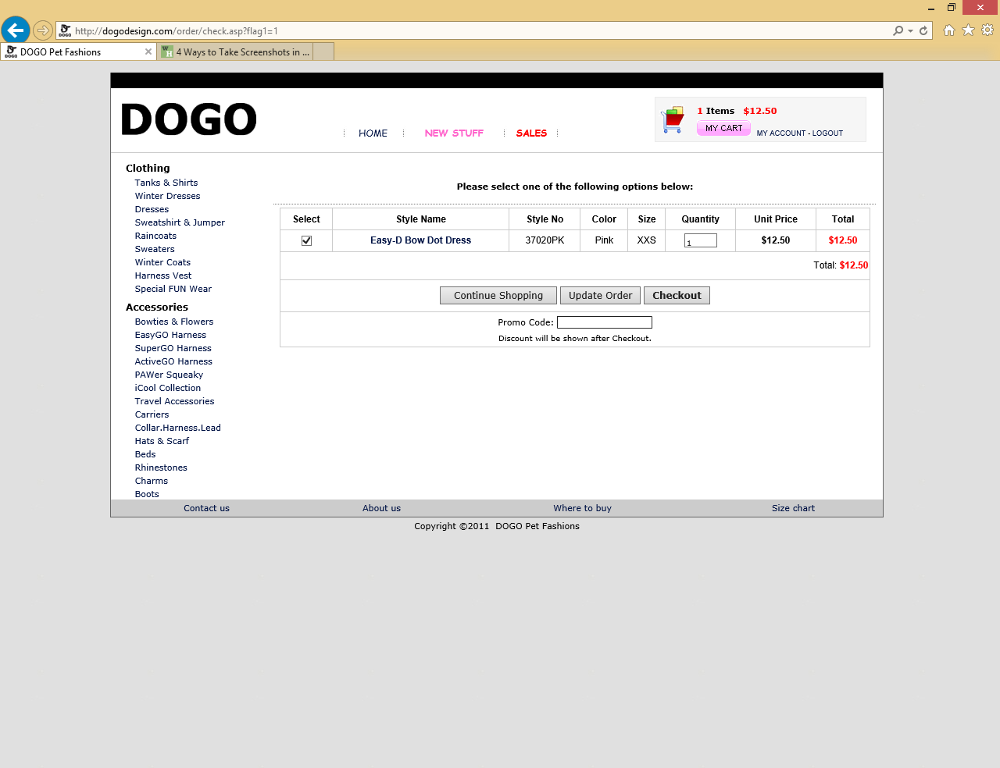 http://dogodesign.com/order/check.asp?flag1=1
DOGO Pet Fashions
4 Ways to Take Screenshots in ...
DOGO
HOME
NEW STUFF
SALES
1 Items $12.50
MY CART
MY ACCOUNT - LOGOUT
Clothing
Tanks & Shirts
Winter Dresses
Dresses
Sweatshirt & Jumper
Raincoats
Sweaters
Winter Coats
Harness Vest
Special FUN Wear
Accessories
Bowties & Flowers
EasyGO Harness
SuperGO Harness
ActiveGO Harness
PAWer Squeaky
iCool Collection
Travel Accessories
Carriers
Collar.Harness.Lead
Hats & Scarf
Beds
Rhinestones
Charms
Boots
Please select one of the following options below:
Select Style Name Style No Color Size Quantity Unit Price Total
Easy-D Bow Dot Dress 37020PK Pink XXS 1 $12.50 $12.50
Total: $12.50
Continue Shopping Update Order Checkout
Promo Code:
Discount will be shown after Checkout.
Contact us About us Where to buy Size chart
Copyright ©2011 DOGO Pet Fashions